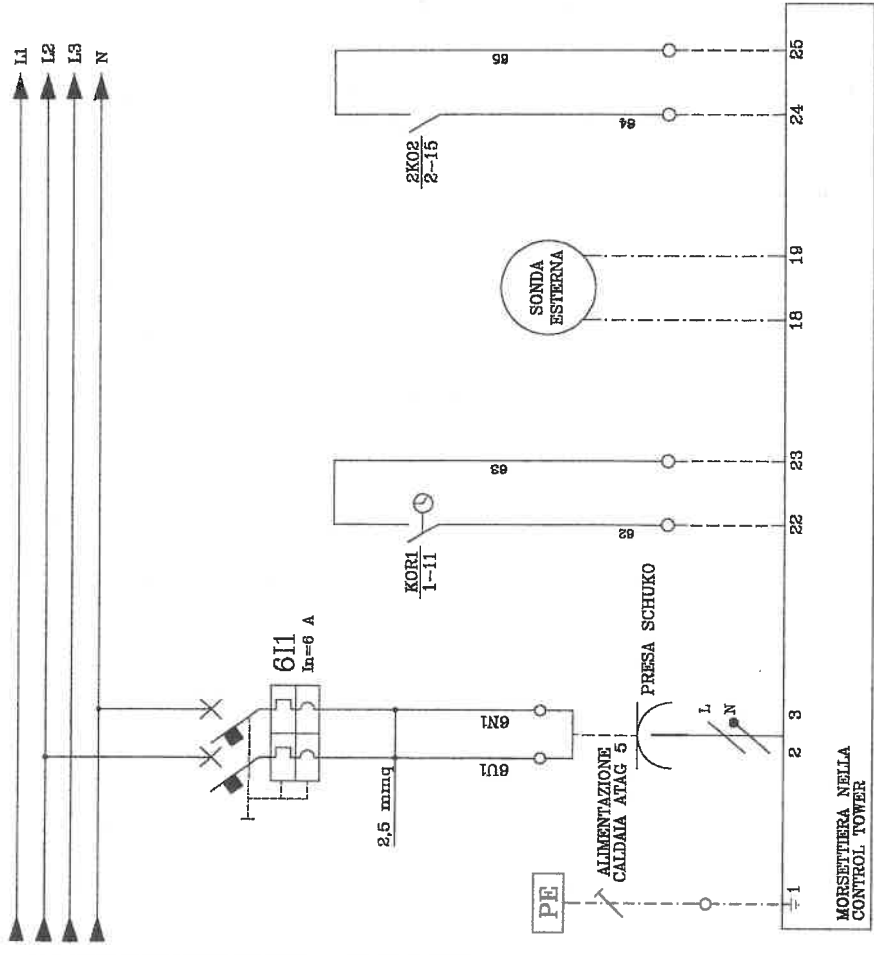 L1
L2
L3
N
6I1
In=6 A
2,5 mmq
6U1
6N1
PE
ALIMENTAZIONE
CALDAIA ATAG 5
PRESA SCHUKO
L
N
KOR1
1-11
62
63
SONDA
ESTERNA
2K02
2-15
64
65
1
2
3
22
23
18
19
24
25
MORSETTIERA NELLA
CONTROL TOWER